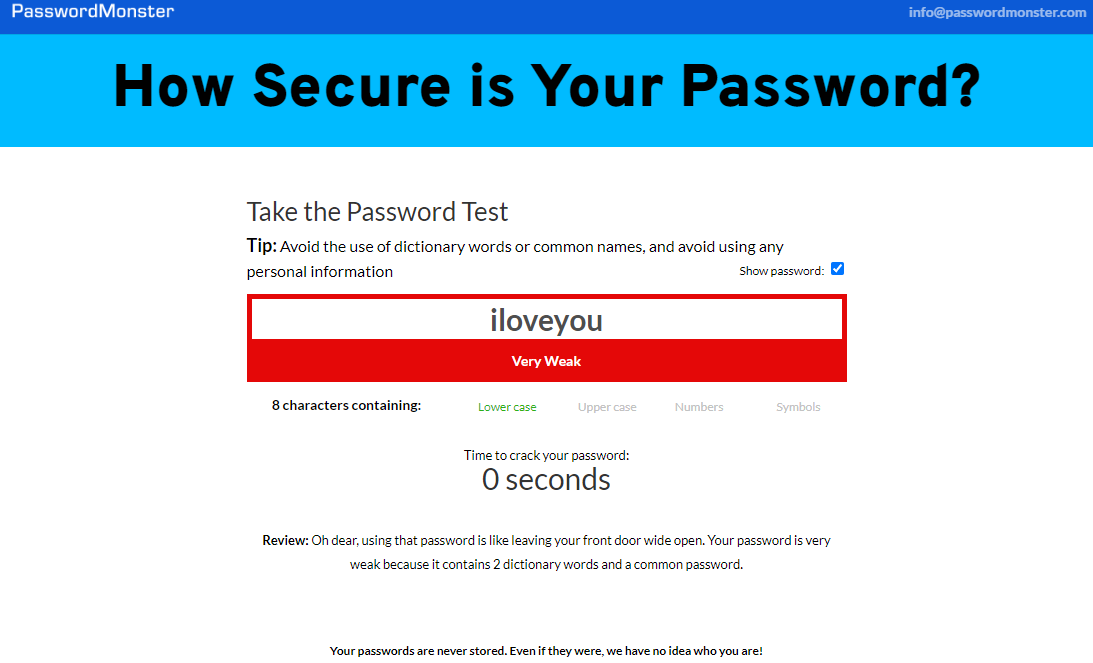 PasswordMonster
info@passwordmonster.com
How Secure is Your Password?
Take the Password Test
Tip: Avoid the use of dictionary words or common names, and avoid using any
personal information
Show password:
iloveyou
Very Weak
8 characters containing:
Lower case
Upper case
Numbers
Symbols
Time to crack your password:
0 seconds
Review: Oh dear, using that password is like leaving your front door wide open. Your password is very
weak because it contains 2 dictionary words and a common password.
Your passwords are never stored. Even if they were, we have no idea who you are!